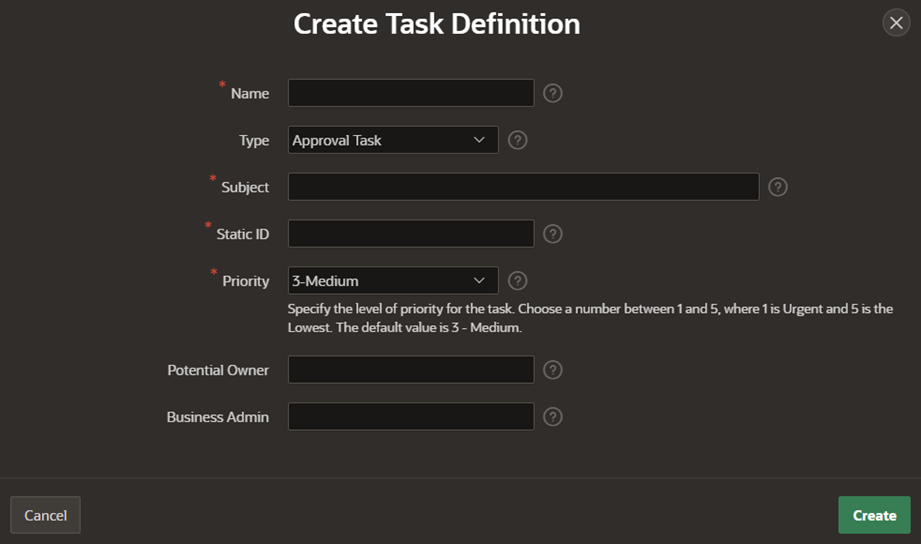 Create Task Definition
* Name ?
Type Approval Task ?
* Subject ?
* Static ID ?
* Priority 3-Medium ?
Specify the level of priority for the task. Choose a number between 1 and 5, where 1 is Urgent and 5 is the
Lowest. The default value is 3 - Medium.
Potential Owner ?
Business Admin ?
Cancel Create